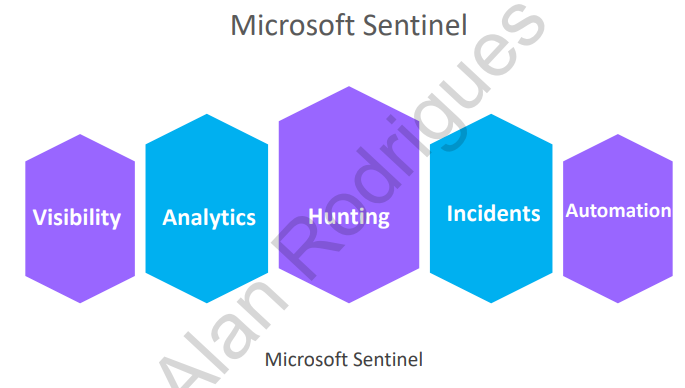 Microsoft Sentinel
Visibility
Analytics
Hunting
Incidents
Automation
Microsoft Sentinel
Alan Rodrigues